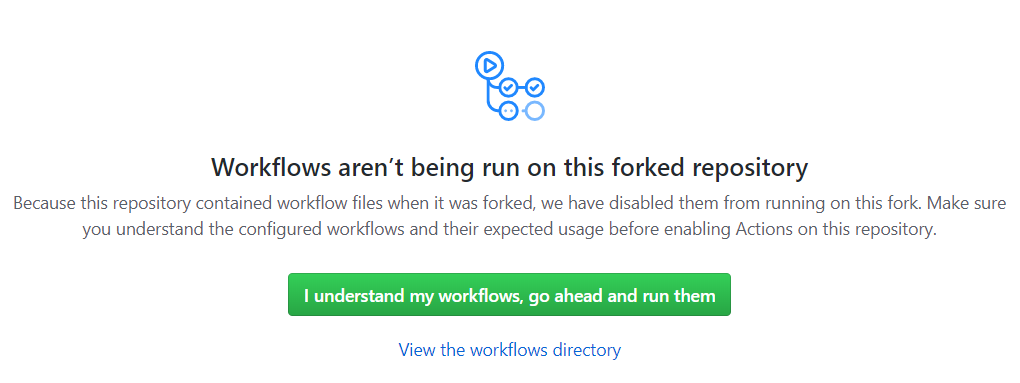 Workflows aren’t being run on this forked repository
Because this repository contained workflow files when it was forked, we have disabled them from running on this fork. Make sure
you understand the configured workflows and their expected usage before enabling Actions on this repository.
I understand my workflows, go ahead and run them
View the workflows directory